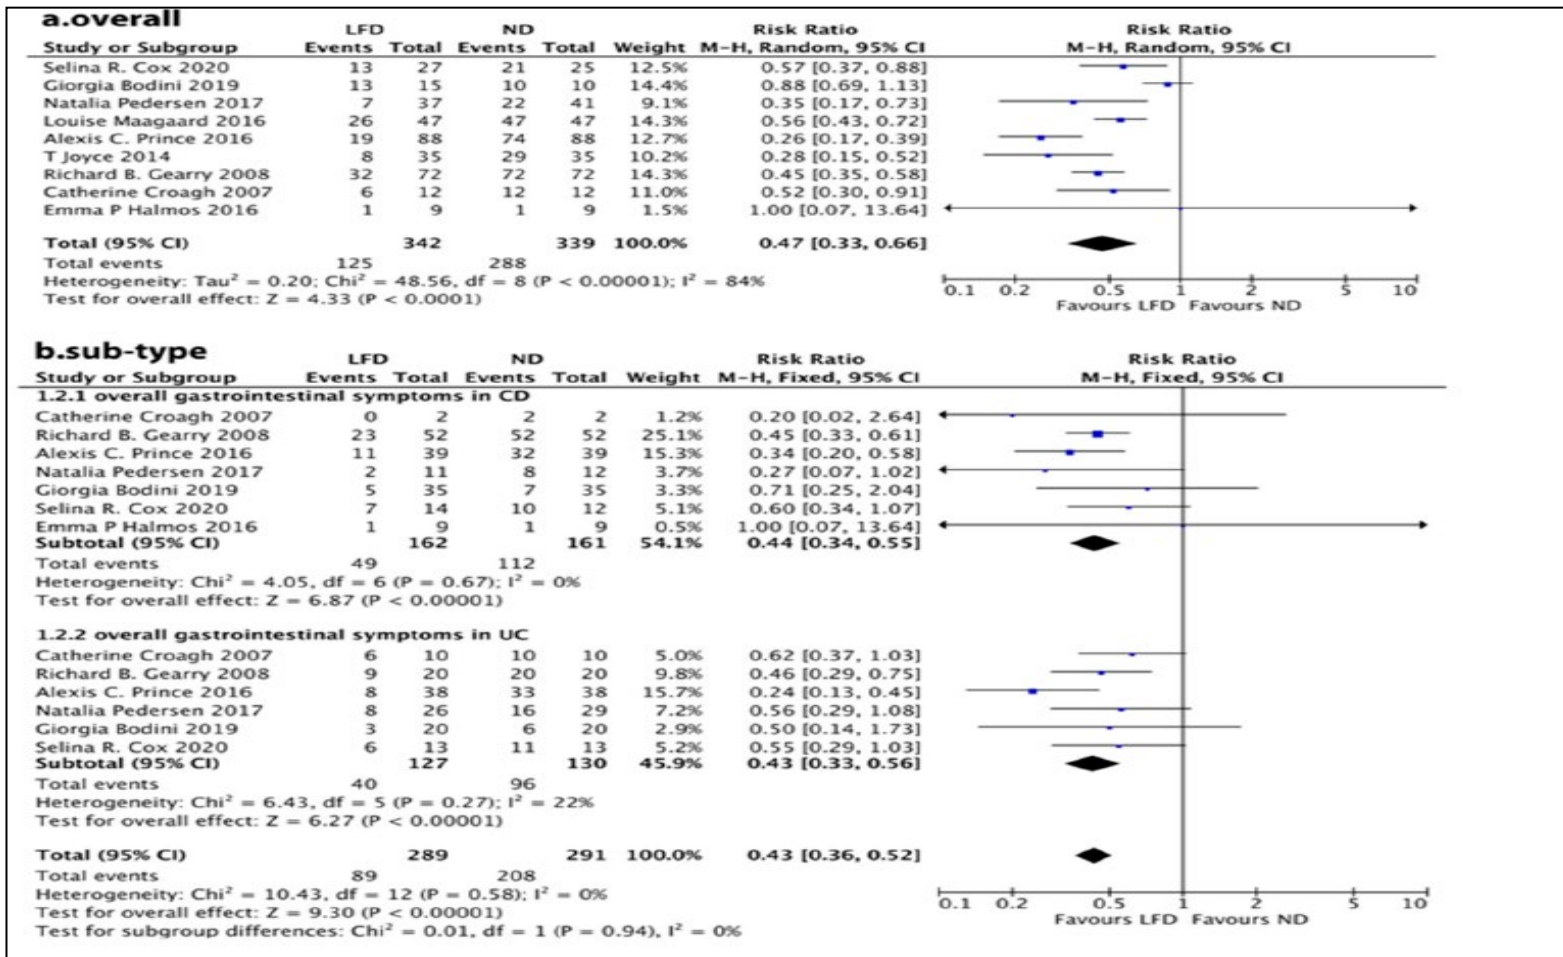 a.overall
LFD ND Risk Ratio Risk Ratio
Study or Subgroup Events Total Events Total Weight M-H, Random, 95% CI M-H, Random, 95% CI
Selina R. Cox 2020 13 27 21 25 12.5% 0.57 [0.37, 0.88]
Giorgia Bodini 2019 13 15 10 10 14.4% 0.88 [0.69, 1.13]
Natalia Pedersen 2017 7 37 22 41 9.1% 0.35 [0.17, 0.73]
Louise Maagaard 2016 26 47 47 47 14.3% 0.56 [0.43, 0.72]
Alexis C. Prince 2016 19 88 74 88 12.7% 0.26 [0.17, 0.39]
T Joyce 2014 8 35 29 35 10.2% 0.28 [0.15, 0.52]
Richard B. Gearry 2008 32 72 72 72 14.3% 0.45 [0.35, 0.58]
Catherine Croagh 2007 6 12 12 12 11.0% 0.52 [0.30, 0.91]
Emma P Halmos 2016 1 9 1 9 1.5% 1.00 [0.07, 13.64]
Total (95% CI) 342 339 100.0% 0.47 [0.33, 0.66]
Total events 125 288
Heterogeneity: Tau² = 0.20; Chi² = 48.56, df = 8 (P < 0.00001); I² = 84%
Test for overall effect: Z = 4.33 (P < 0.0001)
0.1 0.2 0.5 1 2 5 10
Favours LFD Favours ND
b.sub-type
LFD ND Risk Ratio Risk Ratio
Study or Subgroup Events Total Events Total Weight M-H, Fixed, 95% CI M-H, Fixed, 95% CI
1.2.1 overall gastrointestinal symptoms in CD
Catherine Croagh 2007 0 2 2 2 1.2% 0.20 [0.02, 2.64]
Richard B. Gearry 2008 23 52 52 52 25.1% 0.45 [0.33, 0.61]
Alexis C. Prince 2016 11 39 32 39 15.3% 0.34 [0.20, 0.58]
Natalia Pedersen 2017 2 11 8 12 3.7% 0.27 [0.07, 1.02]
Giorgia Bodini 2019 5 35 7 35 3.3% 0.71 [0.25, 2.04]
Selina R. Cox 2020 7 14 10 12 5.1% 0.60 [0.34, 1.07]
Emma P Halmos 2016 1 9 1 9 0.5% 1.00 [0.07, 13.64]
Subtotal (95% CI) 162 161 54.1% 0.44 [0.34, 0.55]
Total events 49 112
Heterogeneity: Chi² = 4.05, df = 6 (P = 0.67); I² = 0%
Test for overall effect: Z = 6.87 (P < 0.00001)
1.2.2 overall gastrointestinal symptoms in UC
Catherine Croagh 2007 6 10 10 10 5.0% 0.62 [0.37, 1.03]
Richard B. Gearry 2008 9 20 20 20 9.8% 0.46 [0.29, 0.75]
Alexis C. Prince 2016 8 38 33 38 15.7% 0.24 [0.13, 0.45]
Natalia Pedersen 2017 8 26 16 29 7.2% 0.56 [0.29, 1.08]
Giorgia Bodini 2019 3 20 6 20 2.9% 0.50 [0.14, 1.73]
Selina R. Cox 2020 6 13 11 13 5.2% 0.55 [0.29, 1.03]
Subtotal (95% CI) 127 130 45.9% 0.43 [0.33, 0.56]
Total events 40 96
Heterogeneity: Chi² = 6.43, df = 5 (P = 0.27); I² = 22%
Test for overall effect: Z = 6.27 (P < 0.00001)
Total (95% CI) 289 291 100.0% 0.43 [0.36, 0.52]
Total events 89 208
Heterogeneity: Chi² = 10.43, df = 12 (P = 0.58); I² = 0%
Test for overall effect: Z = 9.30 (P < 0.00001)
Test for subgroup differences: Chi² = 0.01, df = 1 (P = 0.94), I² = 0%
0.1 0.2 0.5 1 2 5 10
Favours LFD Favours ND